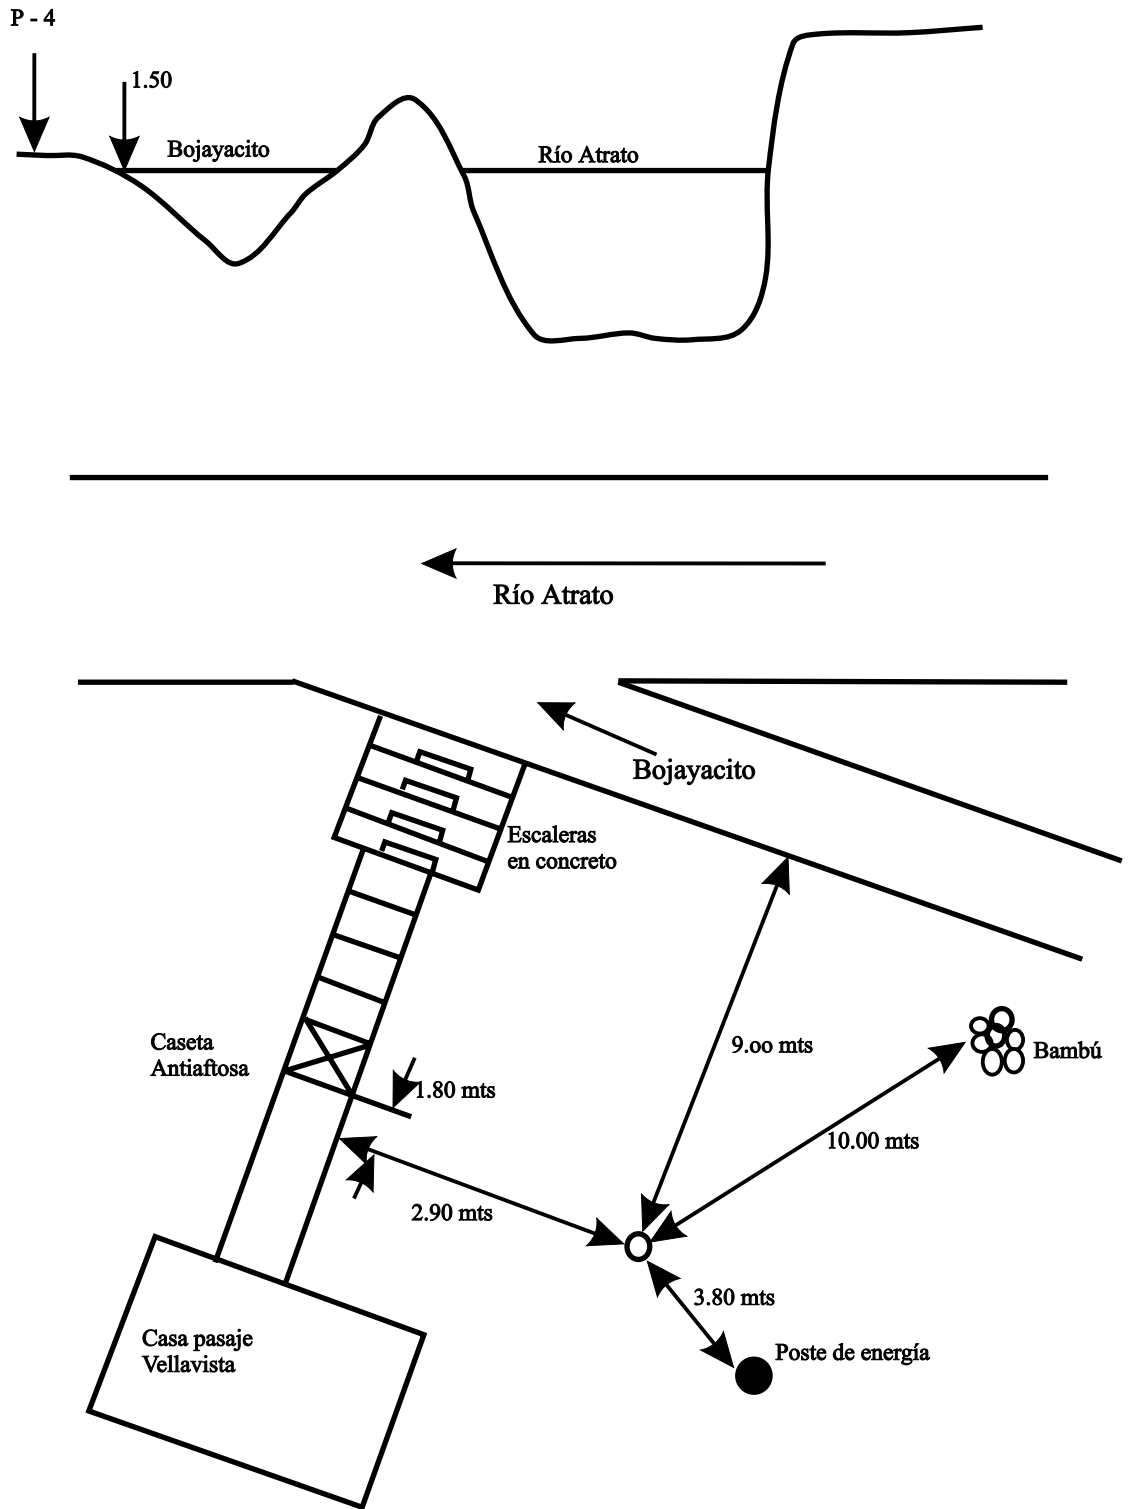 P - 4
1.50
Bojayacito
Río Atrato
Río Atrato
Bojayacito
Escaleras
en concreto
9.oo mts
Caseta
Antiaftosa
Bambú
1.80 mts
10.00 mts
2.90 mts
3.80 mts
Casa pasaje
Vellavista
Poste de energía